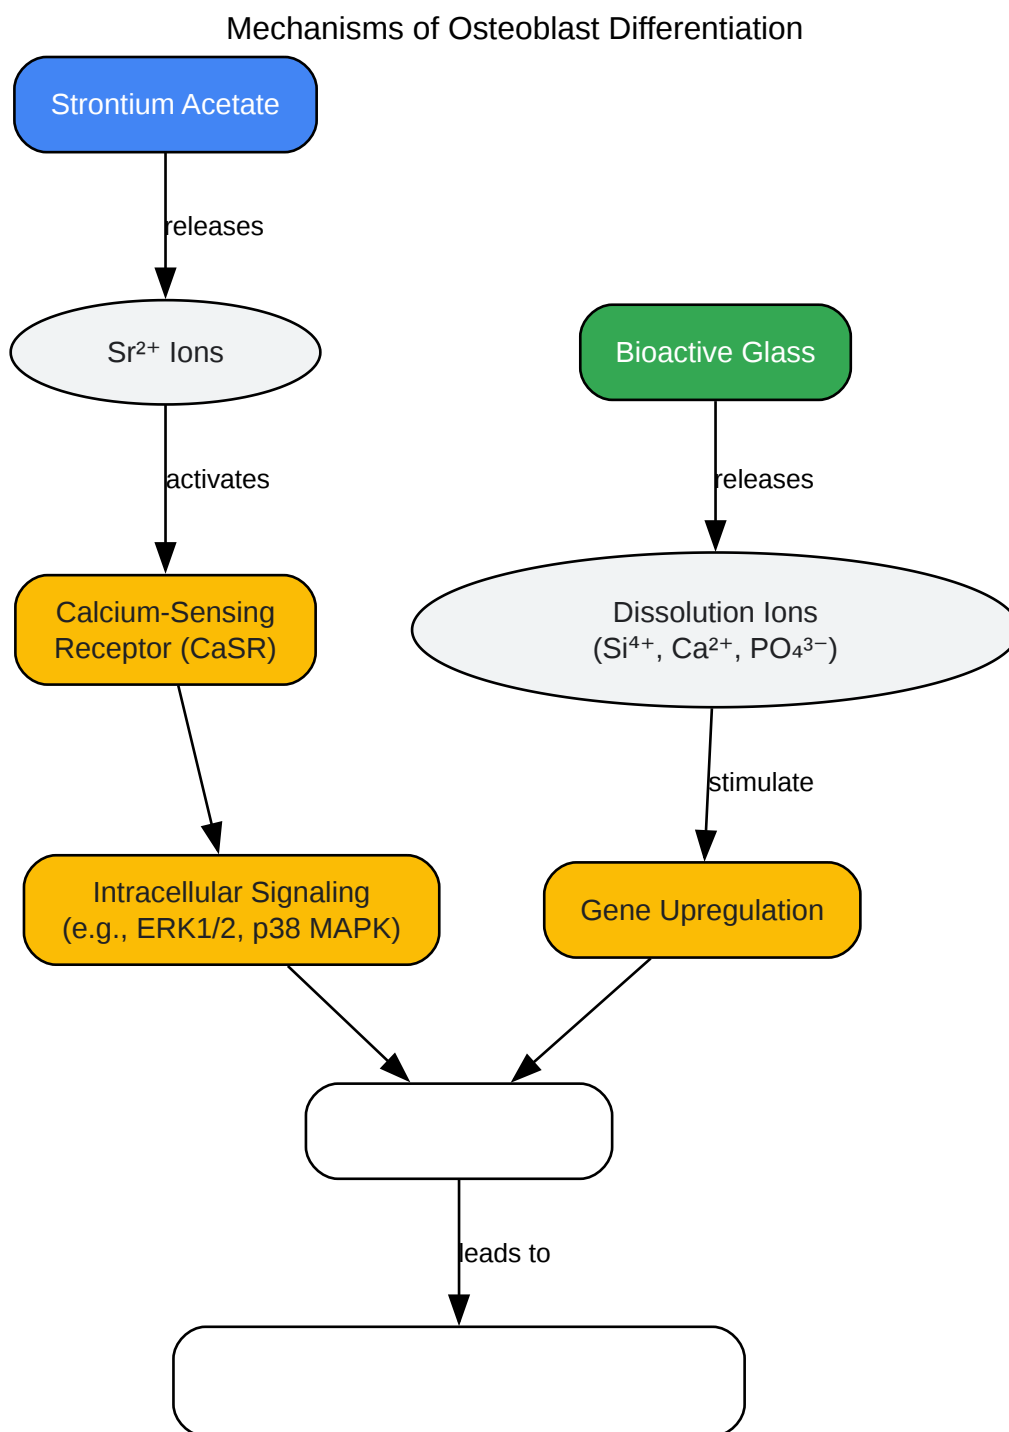 Mechanisms of Osteoblast Differentiation
Strontium Acetate
releases
Sr²⁺ Ions
Bioactive Glass
activates
releases
Calcium-Sensing
Receptor (CaSR)
Dissolution Ions
(Si⁴⁺, Ca²⁺, PO₄³⁻)
stimulate
Intracellular Signaling
(e.g., ERK1/2, p38 MAPK)
Gene Upregulation
leads to